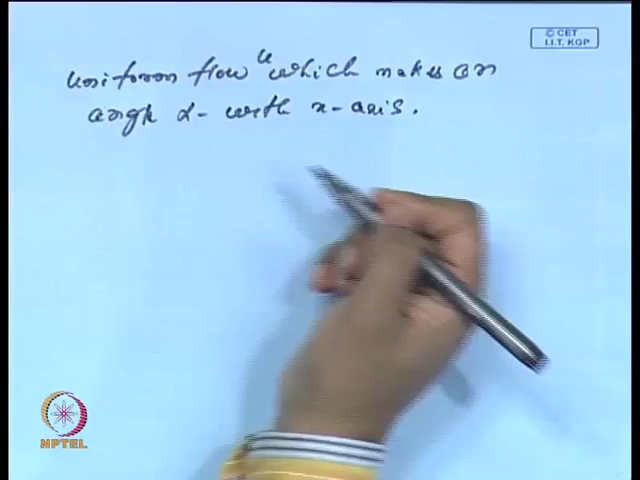 © CET
I.I.T. KGP
Uniform flow u which makes an
angle α- with x-axis.
NPTEL